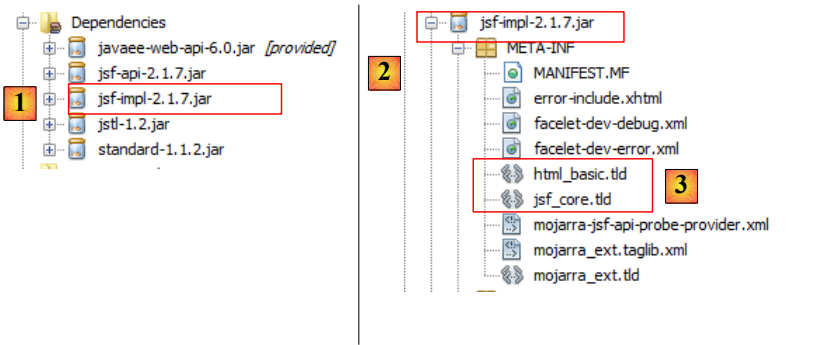 Dependencies
javaee-web-api-6.0.jar [provided]
jsf-api-2.1.7.jar
1
jsf-impl-2.1.7.jar
jstl-1.2.jar
standard-1.1.2.jar
jsf-impl-2.1.7.jar
META-INF
2
MANIFEST.MF
error-include.xhtml
facelet-dev-debug.xml
facelet-dev-error.xml
html_basic.tld
3
jsf_core.tld
mojarra-jsf-api-probe-provider.xml
mojarra_ext.taglib.xml
mojarra_ext.tld